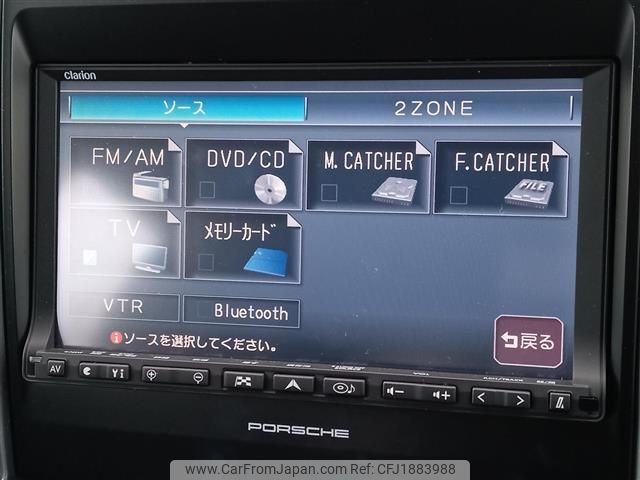 Clarion
ソース 2ZONE
FM/AM DVD/CD M.CATCHER F.CATCHER
FILE
TV メモリーカード
VTR Bluetooth
ソースを選択してください。
戻る
AV
PORSCHE
www.CarFromJapan.com Ref: CFJ1883988